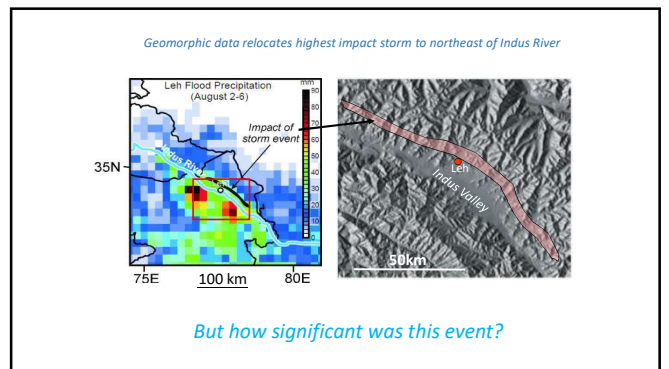 Geomorphic data relocates highest impact storm to northeast of Indus River
Leh Flood Precipitation
(August 2-6)
mm
90
80
70
60
50
40
30
20
10
0
Impact of
storm event
Indus River
35N
75E
100 km
80E
Leh
Indus Valley
50km
But how significant was this event?